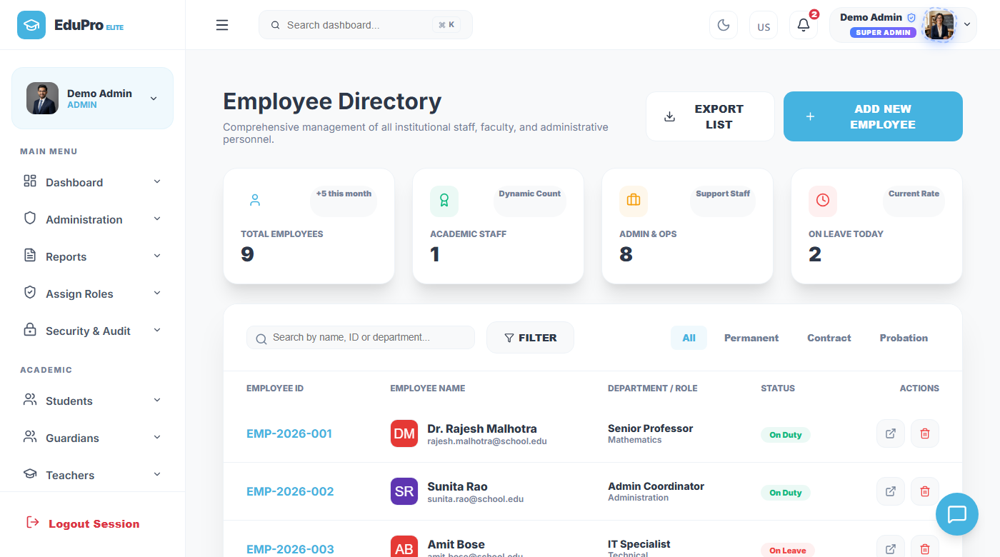 EduPro ELITE
Search dashboard...
⌘ K
US
2
Demo Admin
SUPER ADMIN
Demo Admin
ADMIN
MAIN MENU
Dashboard
Administration
Reports
Assign Roles
Security & Audit
ACADEMIC
Students
Guardians
Teachers
Logout Session
Employee Directory
Comprehensive management of all institutional staff, faculty, and administrative
personnel.
EXPORT
LIST
ADD NEW
EMPLOYEE
+5 this month
TOTAL EMPLOYEES
9
Dynamic Count
ACADEMIC STAFF
1
Support Staff
ADMIN & OPS
8
Current Rate
ON LEAVE TODAY
2
Search by name, ID or department...
FILTER
All
Permanent
Contract
Probation
EMPLOYEE ID
EMPLOYEE NAME
DEPARTMENT / ROLE
STATUS
ACTIONS
EMP-2026-001
DM
Dr. Rajesh Malhotra
rajesh.malhotra@school.edu
Senior Professor
Mathematics
On Duty
EMP-2026-002
SR
Sunita Rao
sunita.rao@school.edu
Admin Coordinator
Administration
On Duty
EMP-2026-003
AB
Amit Bose
amit.bose@school.edu
IT Specialist
Technical
On Leave